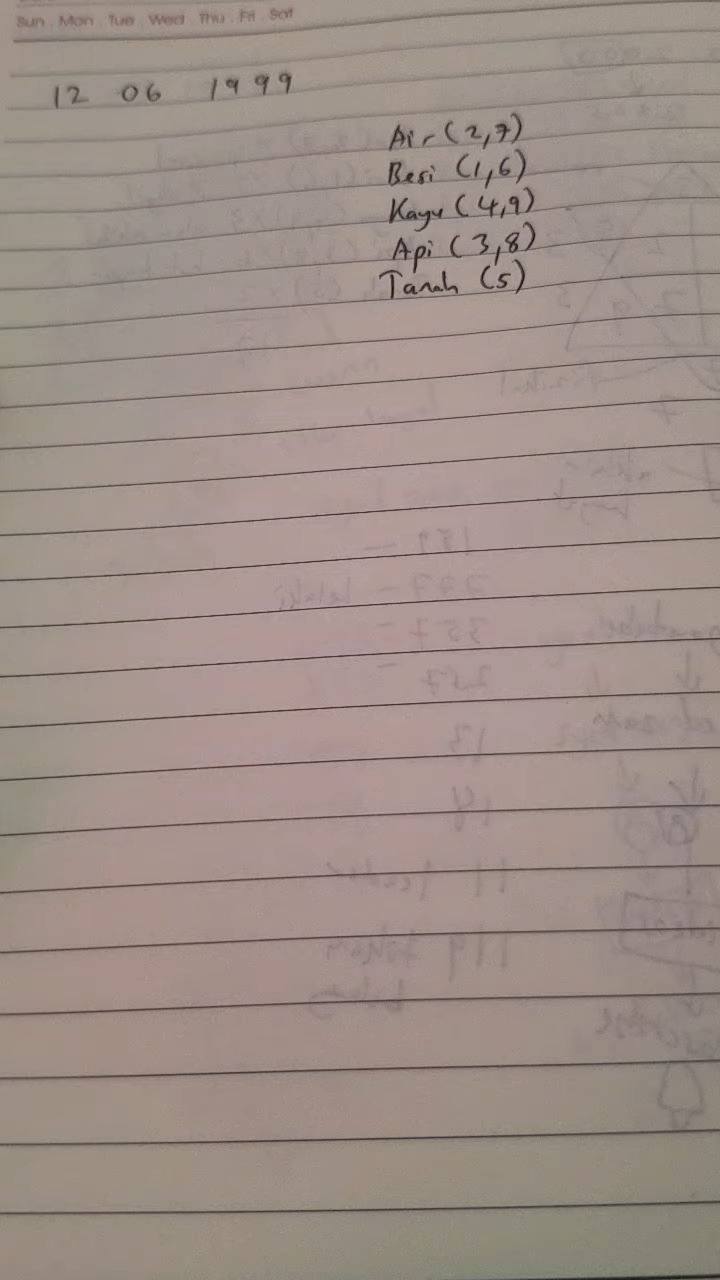 Sun . Mon . Tue . Wed . Thu . Fri . Sat
12 06 1999
Air (2,7)
Besi (1,6)
Kayu (4,9)
Api (3,8)
Tanah (5)